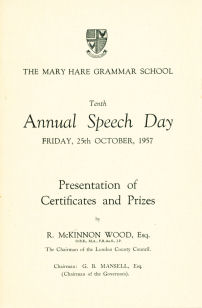 THE MARY HARE GRAMMAR SCHOOL
Tenth
Annual Speech Day
FRIDAY, 25th OCTOBER, 1957
Presentation of
Certificates and Prizes
by
R. McKINNON WOOD, Esq.
O.B.E., M.A., F.R.Ae.S., J.P.
The Chairman of the London County Council.
Chairman: G. B. MANSELL, Esq.
(Chairman of the Governors).